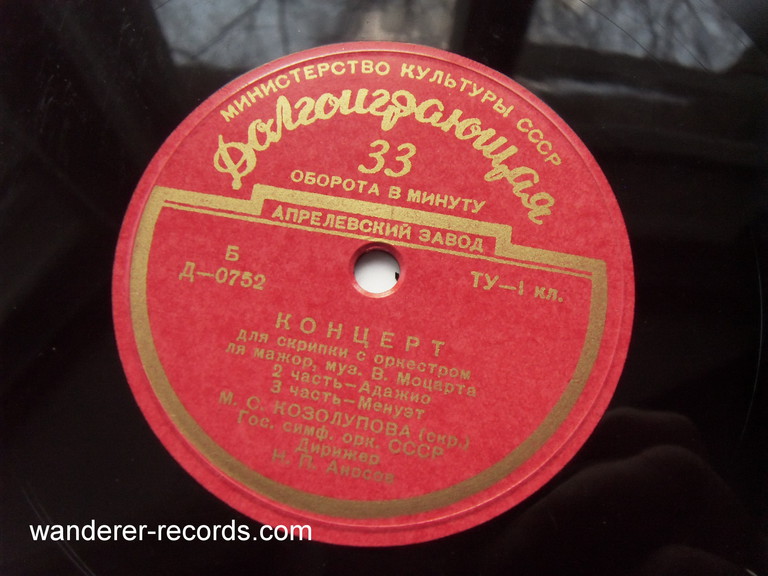 МИНИСТЕРСТВО КУЛЬТУРЫ СССР
Долгоиграющая
33
ОБОРОТА В МИНУТУ
АПРЕЛЕВСКИЙ ЗАВОД
Б
Д—0752
ТУ—1 кл.
КОНЦЕРТ
для скрипки с оркестром
ля мажор, муз. В. Моцарта
2 часть—Адажио
3 часть—Менуэт
М. С. КОЗОЛУПОВА (скр.)
Гос. симф. орк. СССР
Дирижер
Н. П. Аносов
wanderer-records.com